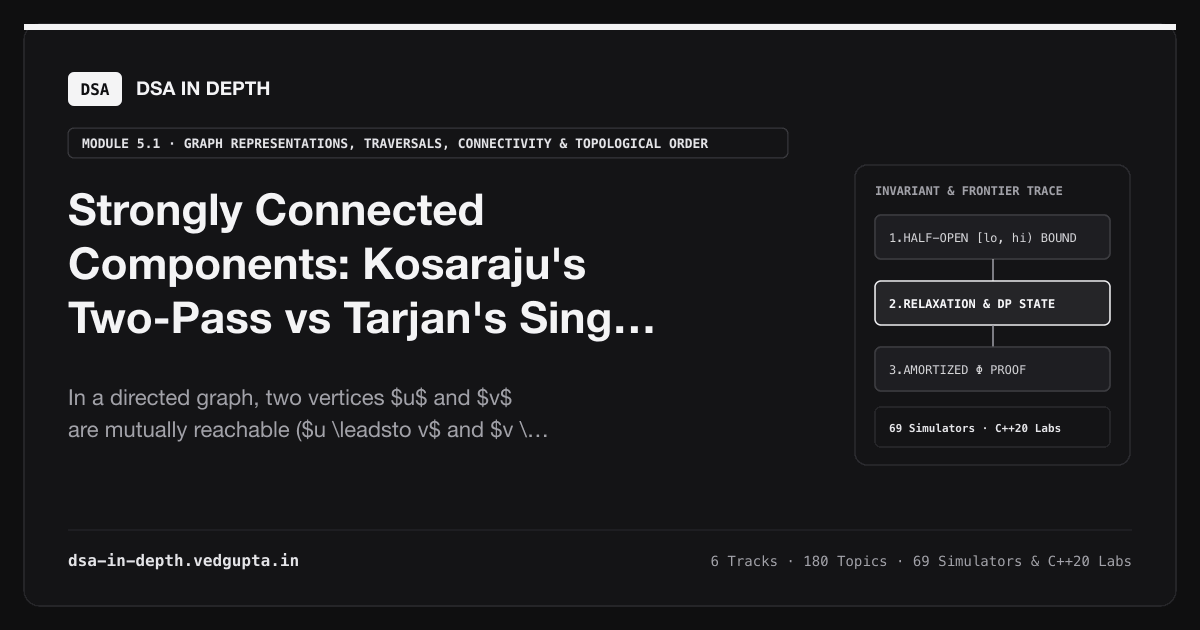 DSA
DSA IN DEPTH
MODULE 5.1 · GRAPH REPRESENTATIONS, TRAVERSALS, CONNECTIVITY & TOPOLOGICAL ORDER
Strongly Connected
Components: Kosaraju's
Two-Pass vs Tarjan's Sing...
In a directed graph, two vertices $u$ and $v$
are mutually reachable ($u \leadsto v$ and $v \...
INVARIANT & FRONTIER TRACE
1.HALF-OPEN [lo, hi) BOUND
2.RELAXATION & DP STATE
3.AMORTIZED Φ PROOF
69 Simulators · C++20 Labs
dsa-in-depth.vedgupta.in
6 Tracks · 180 Topics · 69 Simulators & C++20 Labs